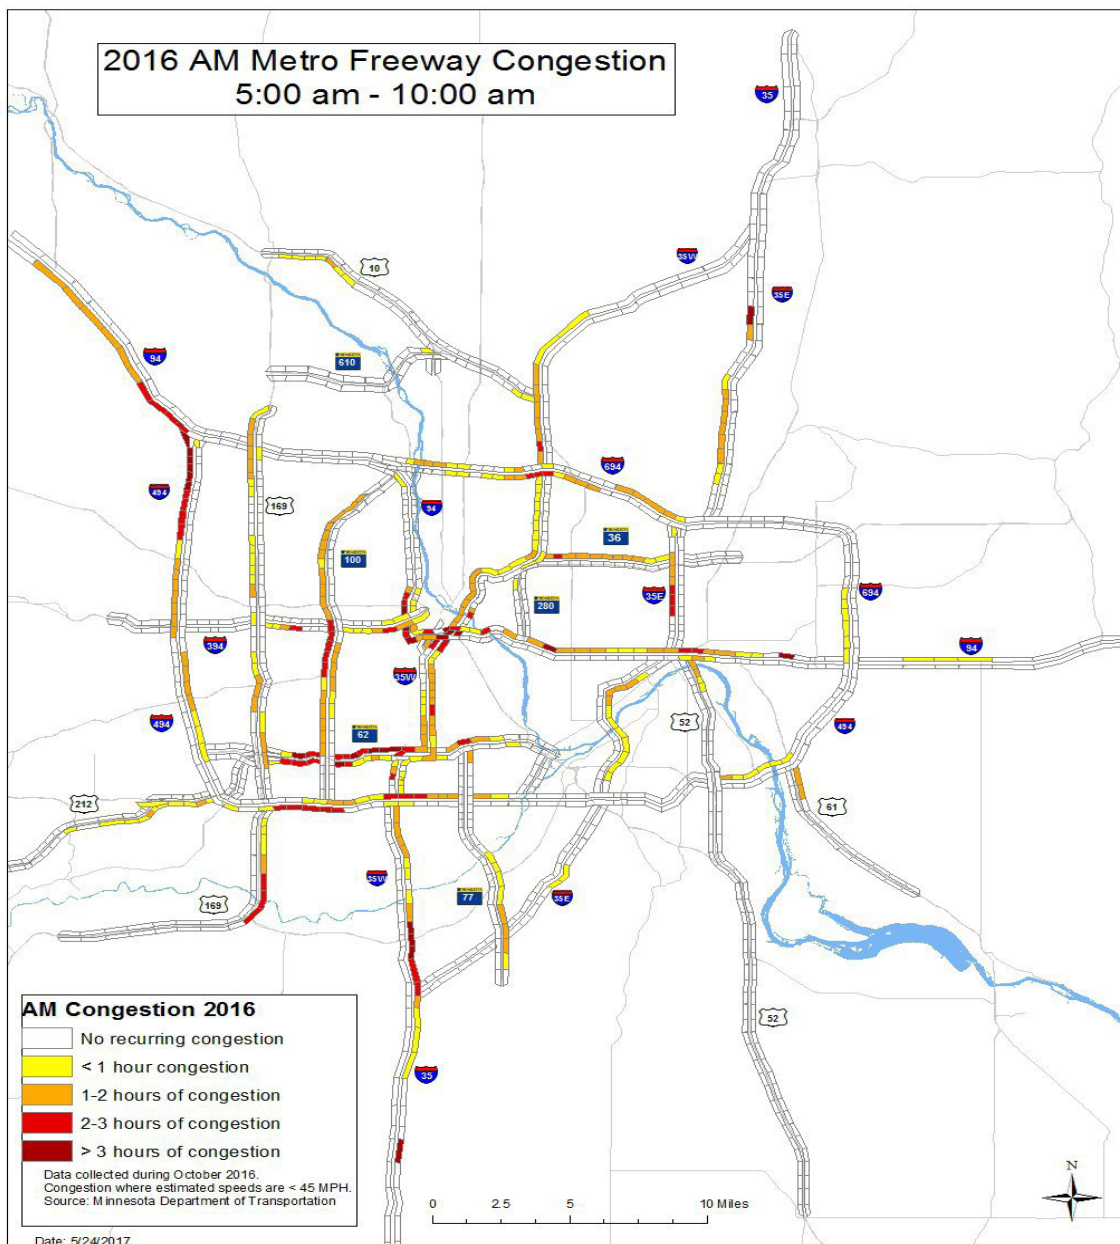 2016 AM Metro Freeway Congestion
5:00 am - 10:00 am
35
35W
10
35E
94
610
694
494
169
94
36
100
35E
280
694
394
94
35W
494
52
494
62
212
61
35W
77
35E
169
52
35
AM Congestion 2016
No recurring congestion
< 1 hour congestion
1-2 hours of congestion
2-3 hours of congestion
> 3 hours of congestion
Data collected during October 2016.
Congestion where estimated speeds are < 45 MPH.
Source: Minnesota Department of Transportation
N
0 2.5 5 10 Miles
Date: 5/24/2017